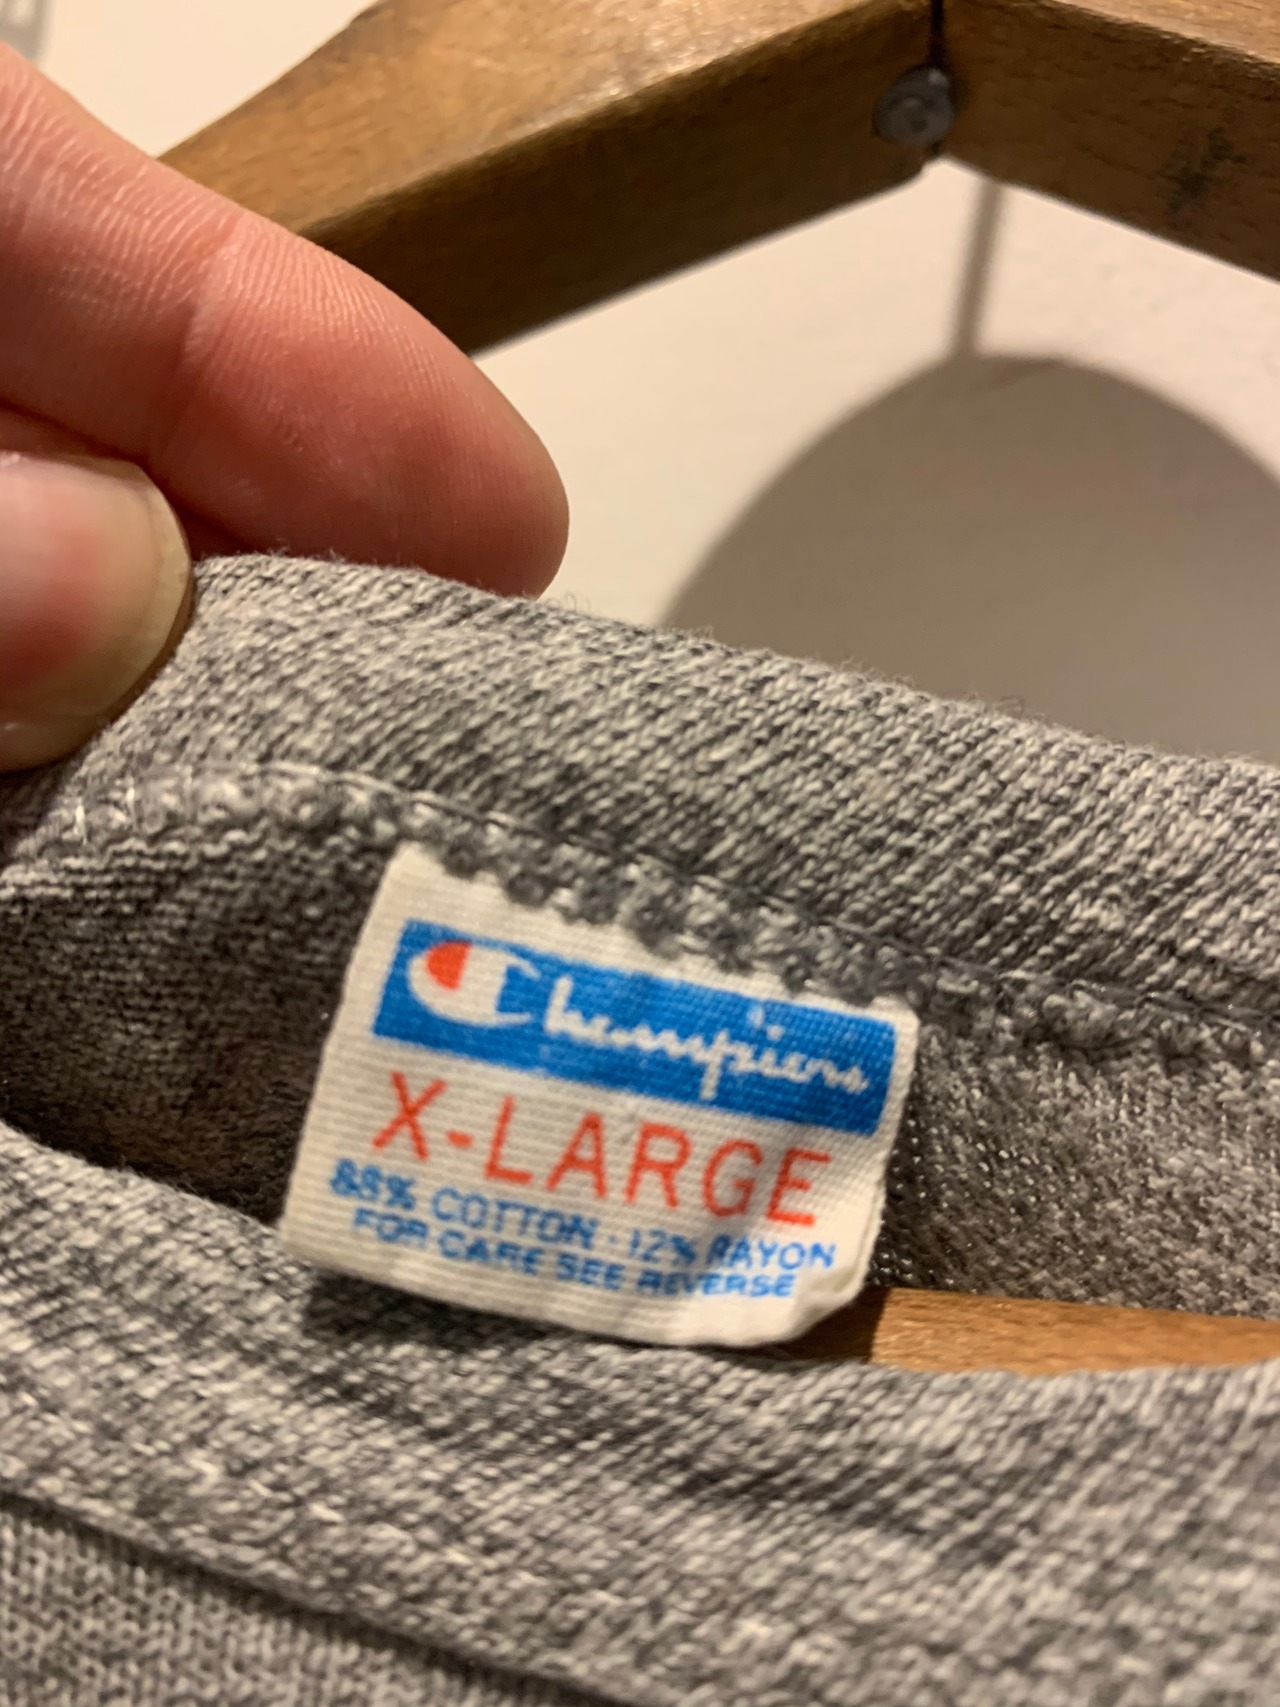 Champion
X-LARGE
88% COTTON · 12% RAYON
FOR CARE SEE REVERSE